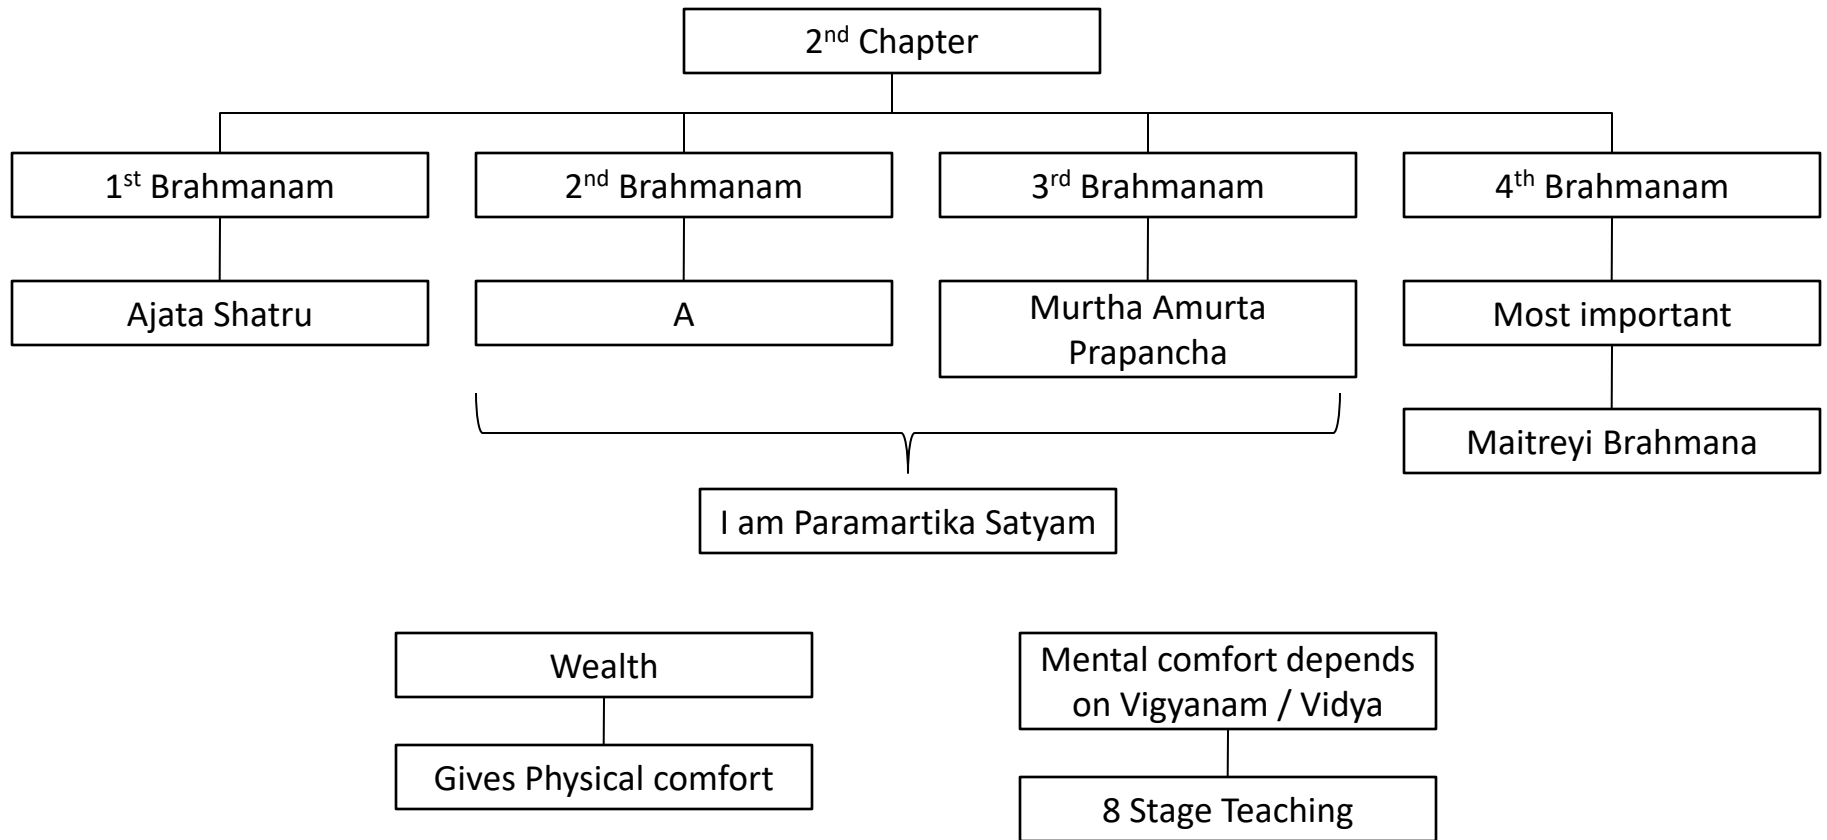 2nd Chapter
1st Brahmanam
2nd Brahmanam
3rd Brahmanam
4th Brahmanam
Ajata Shatru
A
Murtha Amurta
Prapancha
Most important
Maitreyi Brahmana
I am Paramartika Satyam
Wealth
Gives Physical comfort
Mental comfort depends
on Vigyanam / Vidya
8 Stage Teaching